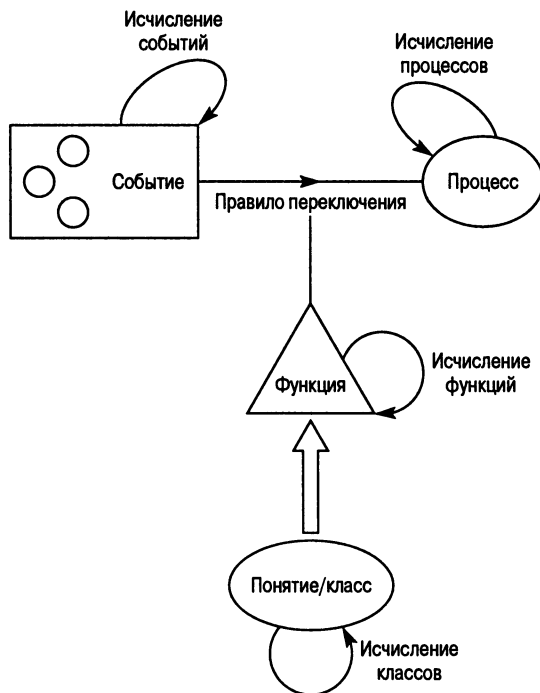 Исчисление
событий
Исчисление
процессов
Событие
Процесс
Правило переключения
Функция
Исчисление
функций
Понятие/класс
Исчисление
классов